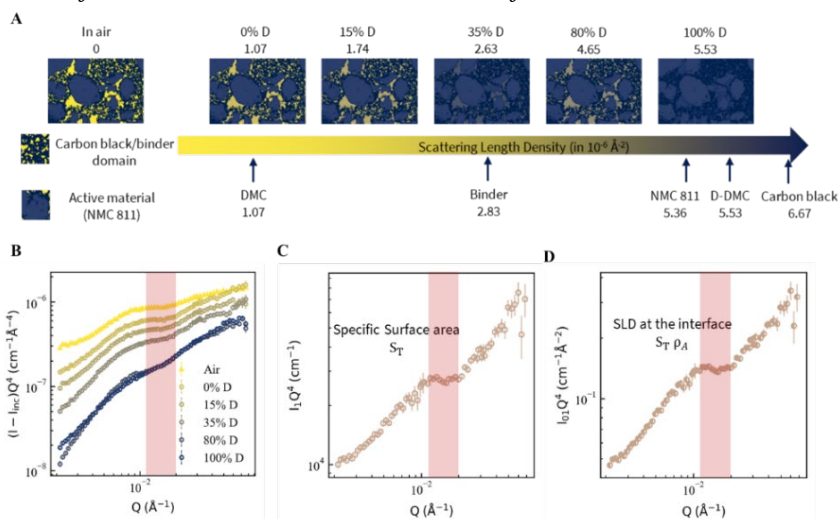 A
In air 0% D 15% D 35% D 80% D 100% D
0 1.07 1.74 2.63 4.65 5.53
Carbon black/binder
domain
Scattering Length Density (in 10⁻⁶ Å⁻²)
Active material
(NMC 811)
DMC Binder NMC 811 D-DMC Carbon black
1.07 2.83 5.36 5.53 6.67
B
(I − I_inc)Q⁴ (cm⁻¹Å−4)
10⁻⁶
10⁻⁷
10⁻⁸
Air
0% D
15% D
35% D
80% D
100% D
10⁻²
Q (Å⁻¹)
C
I₁Q⁴ (cm⁻¹)
Specific Surface area
S_T
10⁴
10⁻²
Q (Å⁻¹)
D
I₀₁Q⁴ (cm⁻¹Å⁻²)
SLD at the interface
S_T ρ_A
10⁻¹
10⁻²
Q (Å⁻¹)